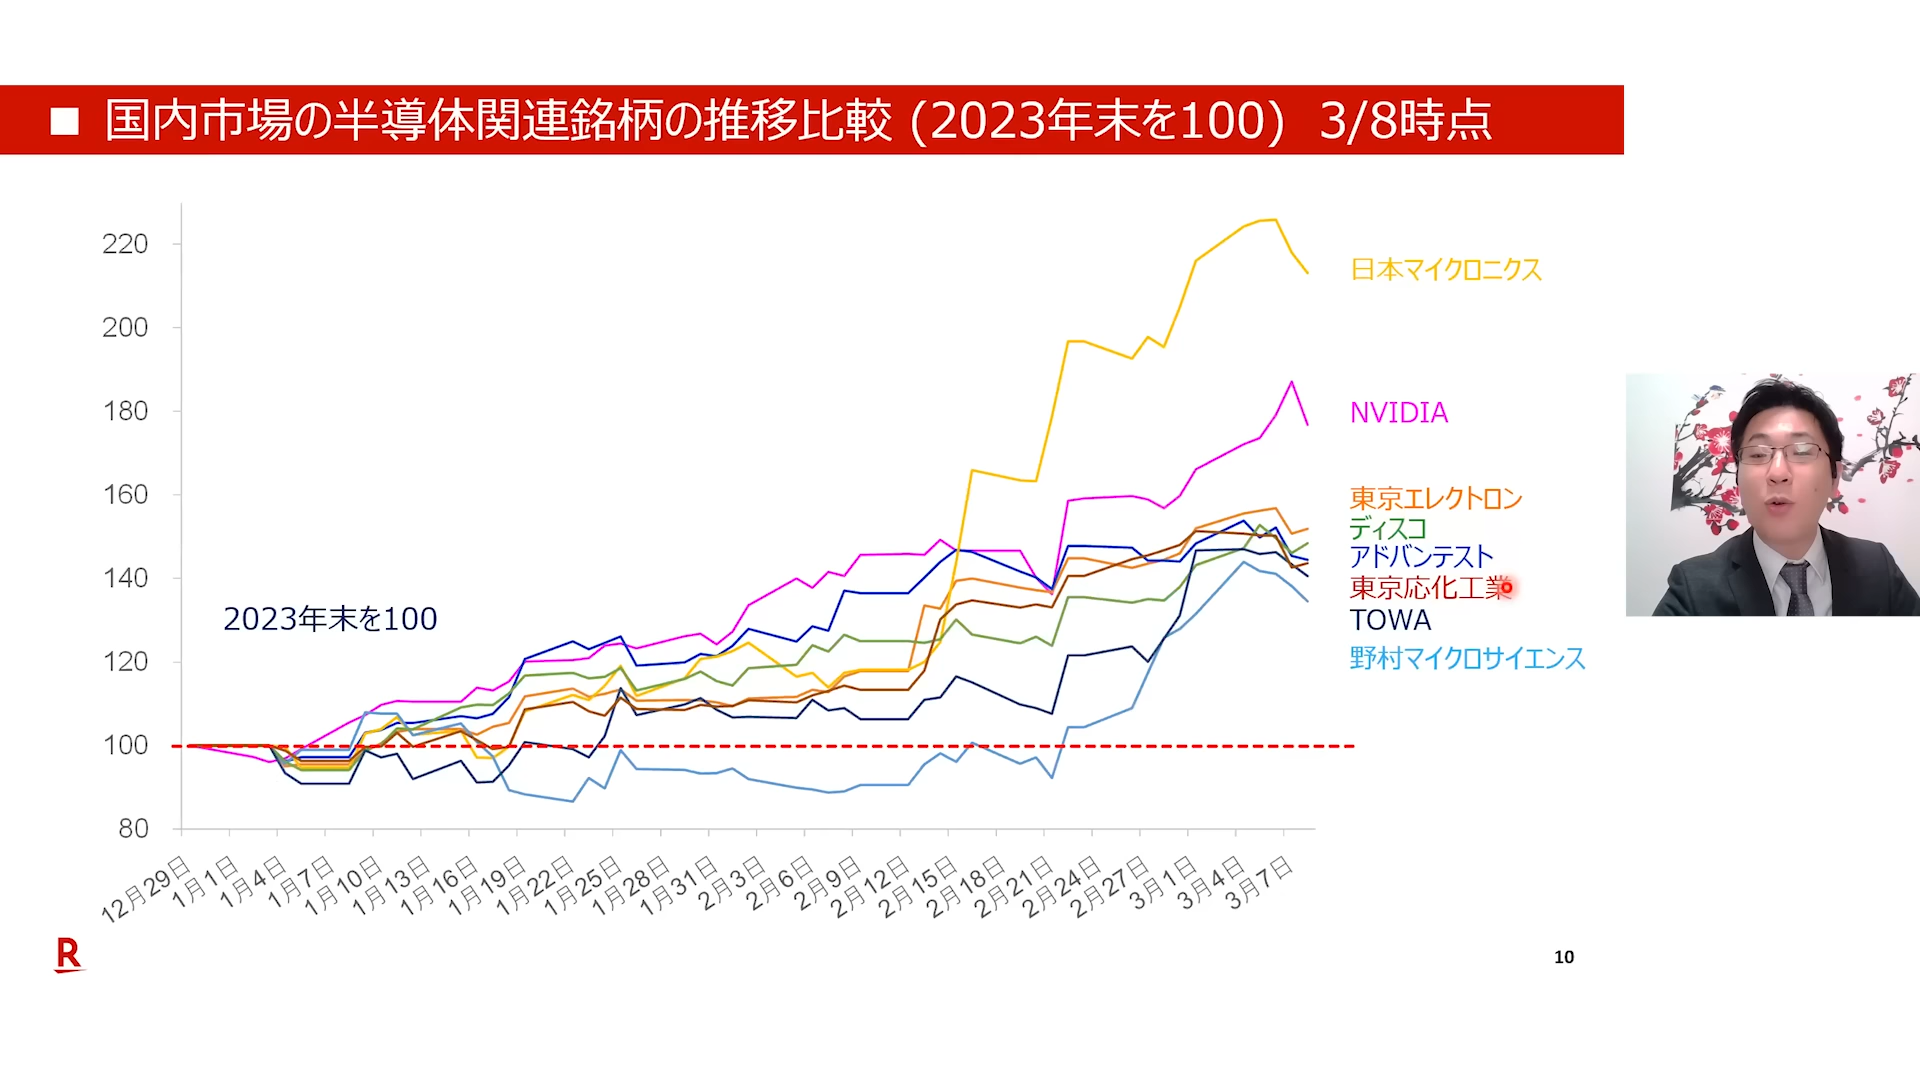 ■ 国内市場の半導体関連銘柄の推移比較 (2023年末を100) 3/8時点
220
200
180
160
140
120
100
80
2023年末を100
日本マイクロニクス
NVIDIA
東京エレクトロン
ディスコ
アドバンテスト
東京応化工業
TOWA
野村マイクロサイエンス
12月29日
1月1日
1月4日
1月7日
1月10日
1月13日
1月16日
1月19日
1月22日
1月25日
1月28日
1月31日
2月3日
2月6日
2月9日
2月12日
2月15日
2月18日
2月21日
2月24日
2月27日
3月1日
3月4日
3月7日
R
10